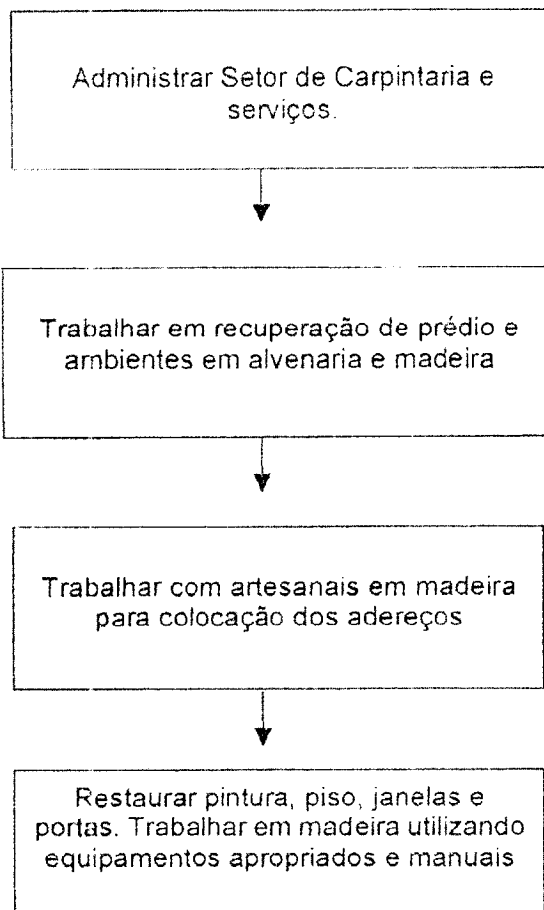 Administrar Setor de Carpintaria e
serviços.
Trabalhar em recuperação de prédio e
ambientes em alvenaria e madeira
Trabalhar com artesanais em madeira
para colocação dos adereços
Restaurar pintura, piso, janelas e
portas. Trabalhar em madeira utilizando
equipamentos apropriados e manuais